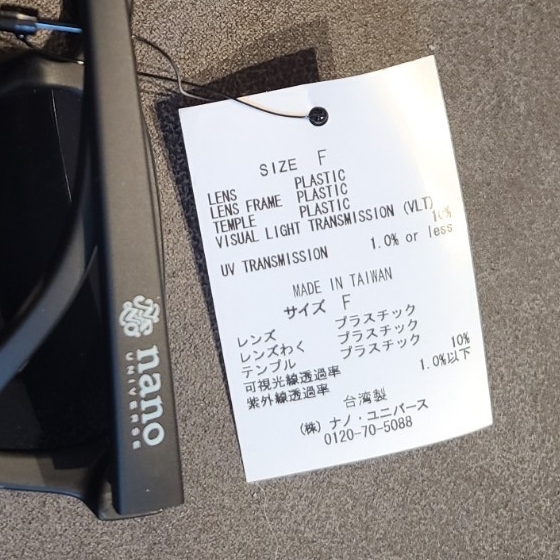 SIZE F
LENS PLASTIC
LENS FRAME PLASTIC
TEMPLE PLASTIC
VISUAL LIGHT TRANSMISSION (VLT)
10%
UV TRANSMISSION 1.0% or less
MADE IN TAIWAN
サイズ F
レンズ プラスチック
レンズわく プラスチック
テンプル プラスチック
可視光線透過率 10%
紫外線透過率 1.0%以下
台湾製
(株) ナノ・ユニバース
0120-70-5088
nano
UNIVERSE